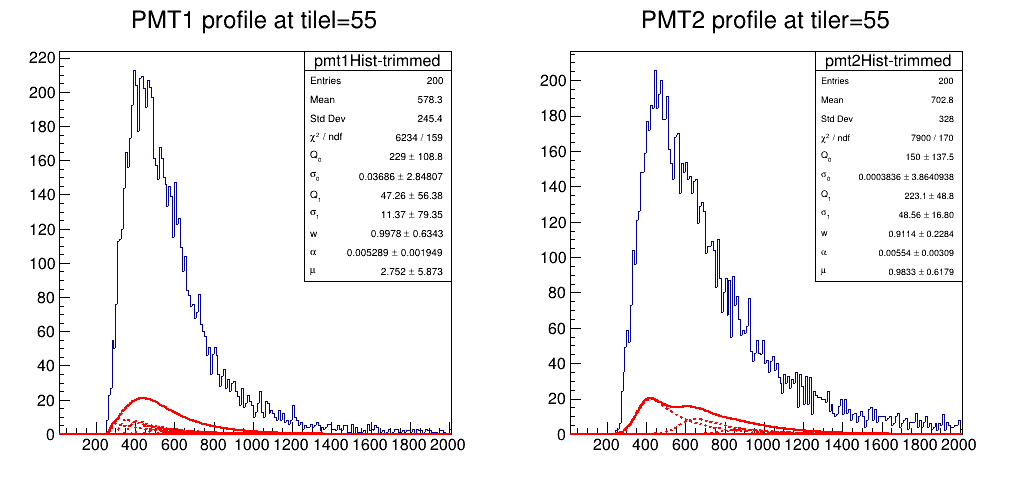 PMT1 profile at tilel=55
pmt1Hist-trimmed
Entries 200
Mean 578.3
Std Dev 245.4
χ² / ndf 6234 / 159
Q₀ 229 ± 108.8
σ₀ 0.03686 ± 2.84807
Q₁ 47.26 ± 56.38
σ₁ 11.37 ± 79.35
w 0.9978 ± 0.6343
α 0.005289 ± 0.001949
μ 2.752 ± 5.873
220
200
180
160
140
120
100
80
60
40
20
0
200 400 600 800 1000 1200 1400 1600 1800 2000
PMT2 profile at tiler=55
pmt2Hist-trimmed
Entries 200
Mean 702.8
Std Dev 328
χ² / ndf 7900 / 170
Q₀ 150 ± 137.5
σ₀ 0.0003836 ± 3.8640938
Q₁ 223.1 ± 48.8
σ₁ 48.56 ± 16.80
w 0.9114 ± 0.2284
α 0.00554 ± 0.00309
μ 0.9833 ± 0.6179
200
180
160
140
120
100
80
60
40
20
0
200 400 600 800 1000 1200 1400 1600 1800 2000